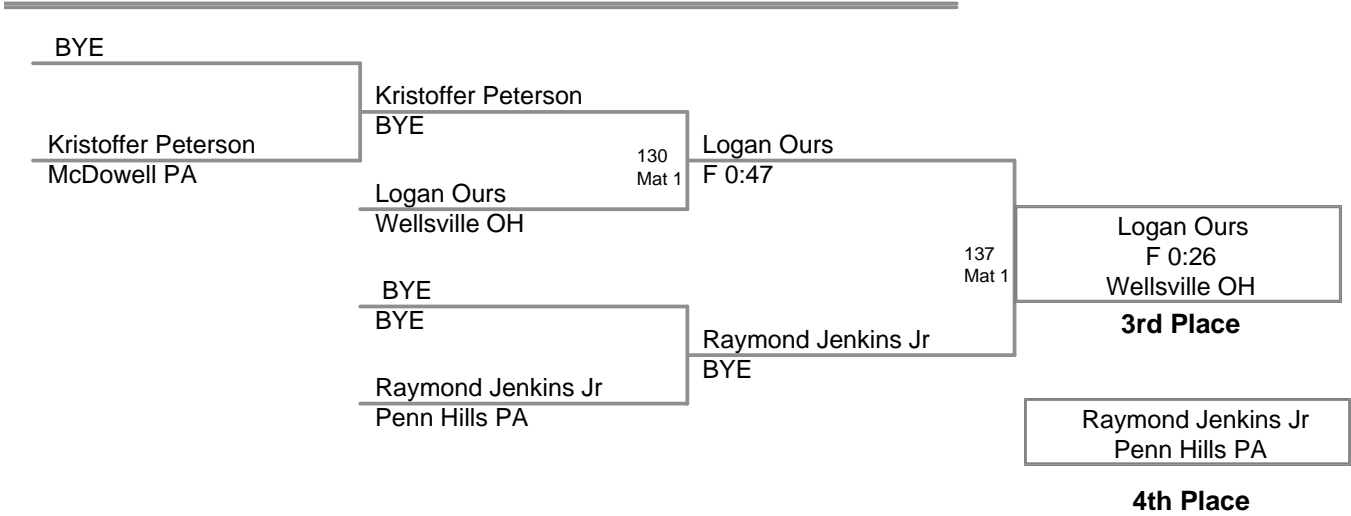 BYE
Kristoffer Peterson
McDowell PA
Kristoffer Peterson
BYE
Logan Ours
Wellsville OH
130
Mat 1
Logan Ours
F 0:47
BYE
BYE
Raymond Jenkins Jr
Penn Hills PA
Raymond Jenkins Jr
BYE
137
Mat 1
Logan Ours
F 0:26
Wellsville OH
3rd Place
Raymond Jenkins Jr
Penn Hills PA
4th Place